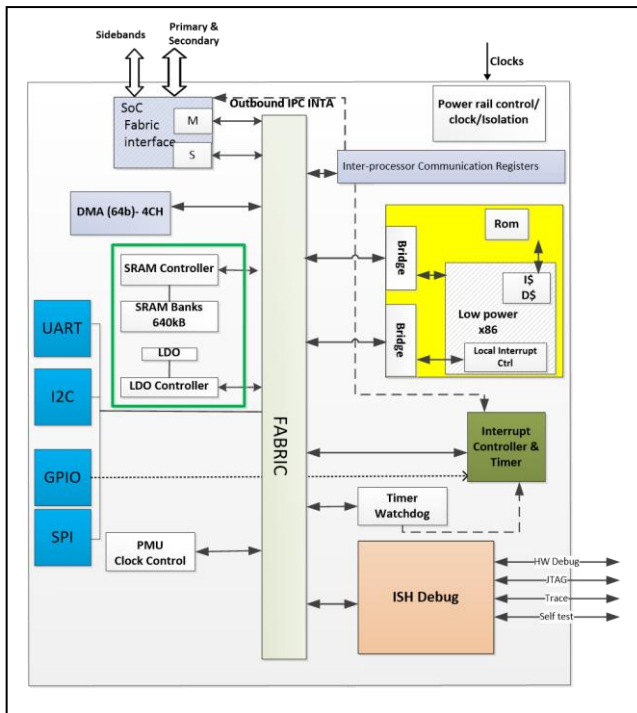 Sidebands
Primary &
Secondary
Clocks
SoC
Fabric
interface
M
S
Outbound IPC INTA
Power rail control/
clock/Isolation
Inter-processor Communication Registers
DMA (64b)- 4CH
SRAM Controller
SRAM Banks
640kB
LDO
LDO Controller
UART
I2C
GPIO
SPI
PMU
Clock Control
FABRIC
Bridge
Bridge
Rom
I$
D$
Low power
x86
Local Interrupt
Ctrl
Interrupt
Controller &
Timer
Timer
Watchdog
ISH Debug
HW Debug
JTAG
Trace
Self test